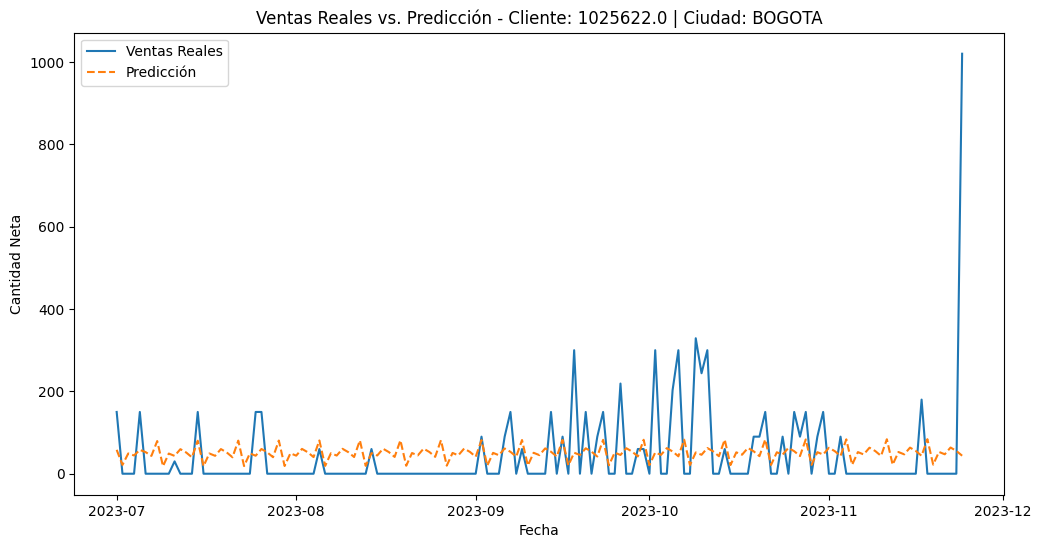 Ventas Reales vs. Predicción - Cliente: 1025622.0 | Ciudad: BOGOTA
Ventas Reales
Predicción
Cantidad Neta
1000
800
600
400
200
0
2023-07
2023-08
2023-09
2023-10
2023-11
2023-12
Fecha